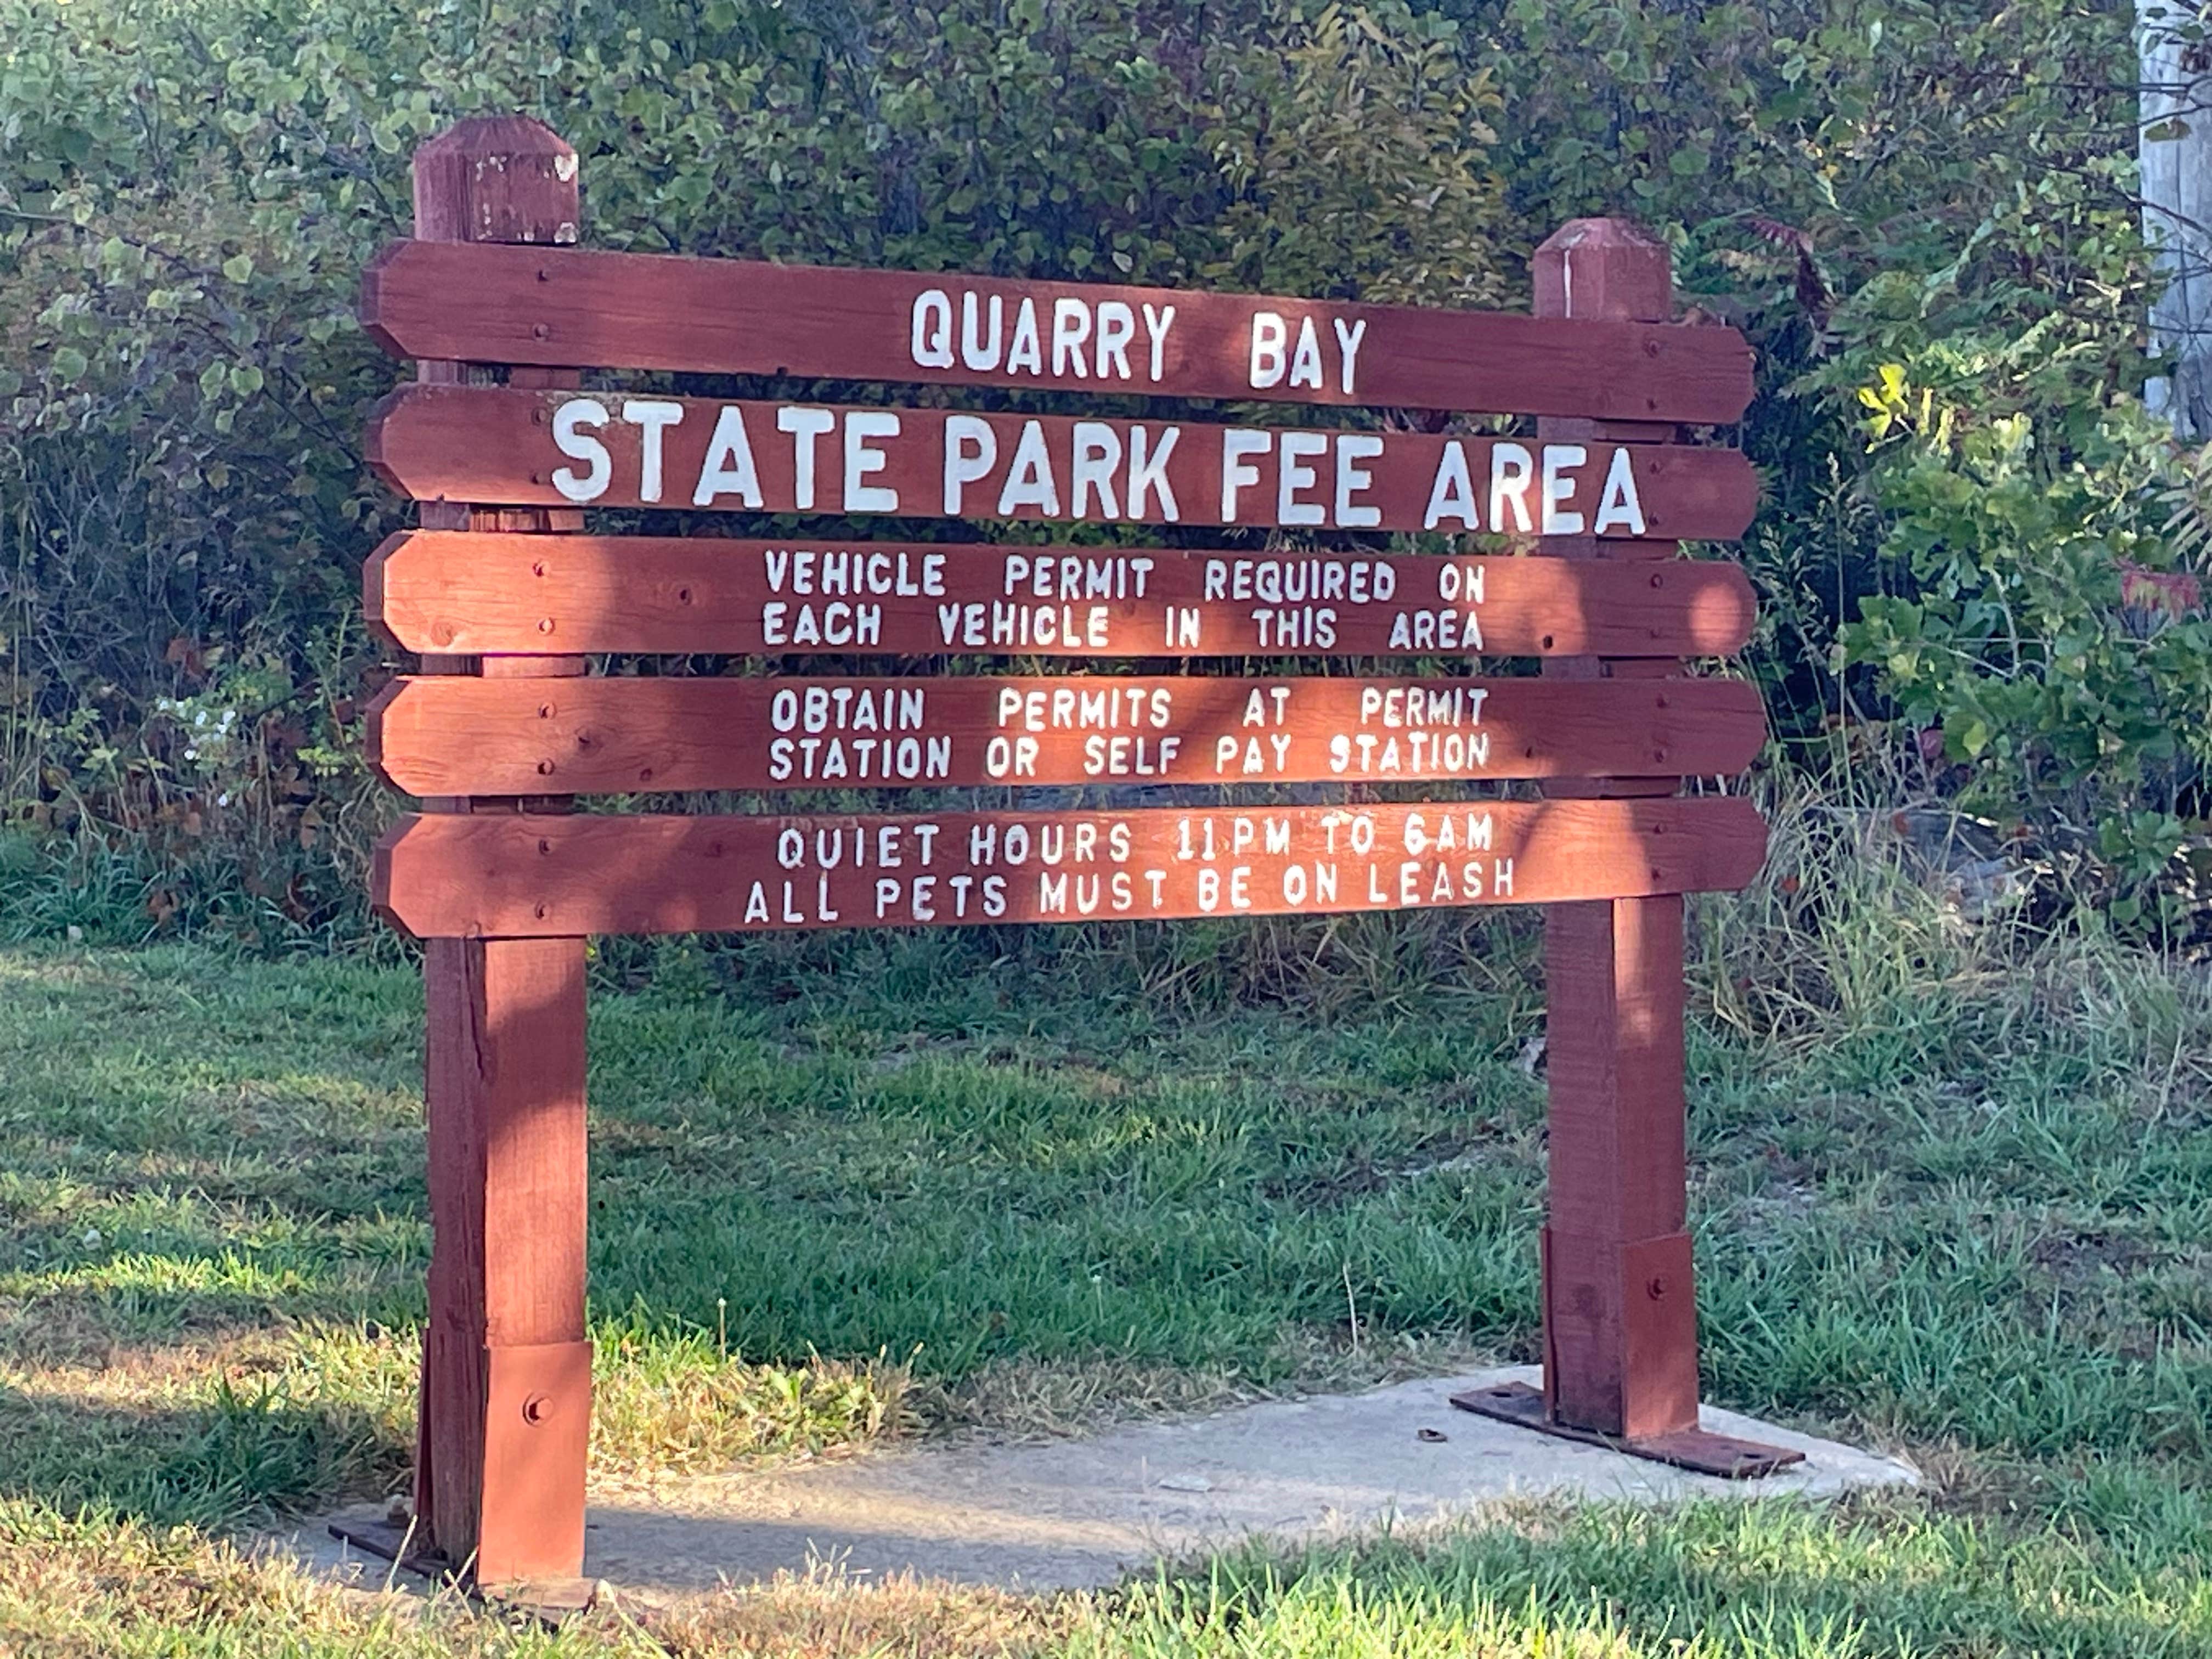 QUARRY BAY
STATE PARK FEE AREA
VEHICLE PERMIT REQUIRED ON
EACH VEHICLE IN THIS AREA
OBTAIN PERMITS AT PERMIT
STATION OR SELF PAY STATION
QUIET HOURS 11PM TO 6AM
ALL PETS MUST BE ON LEASH